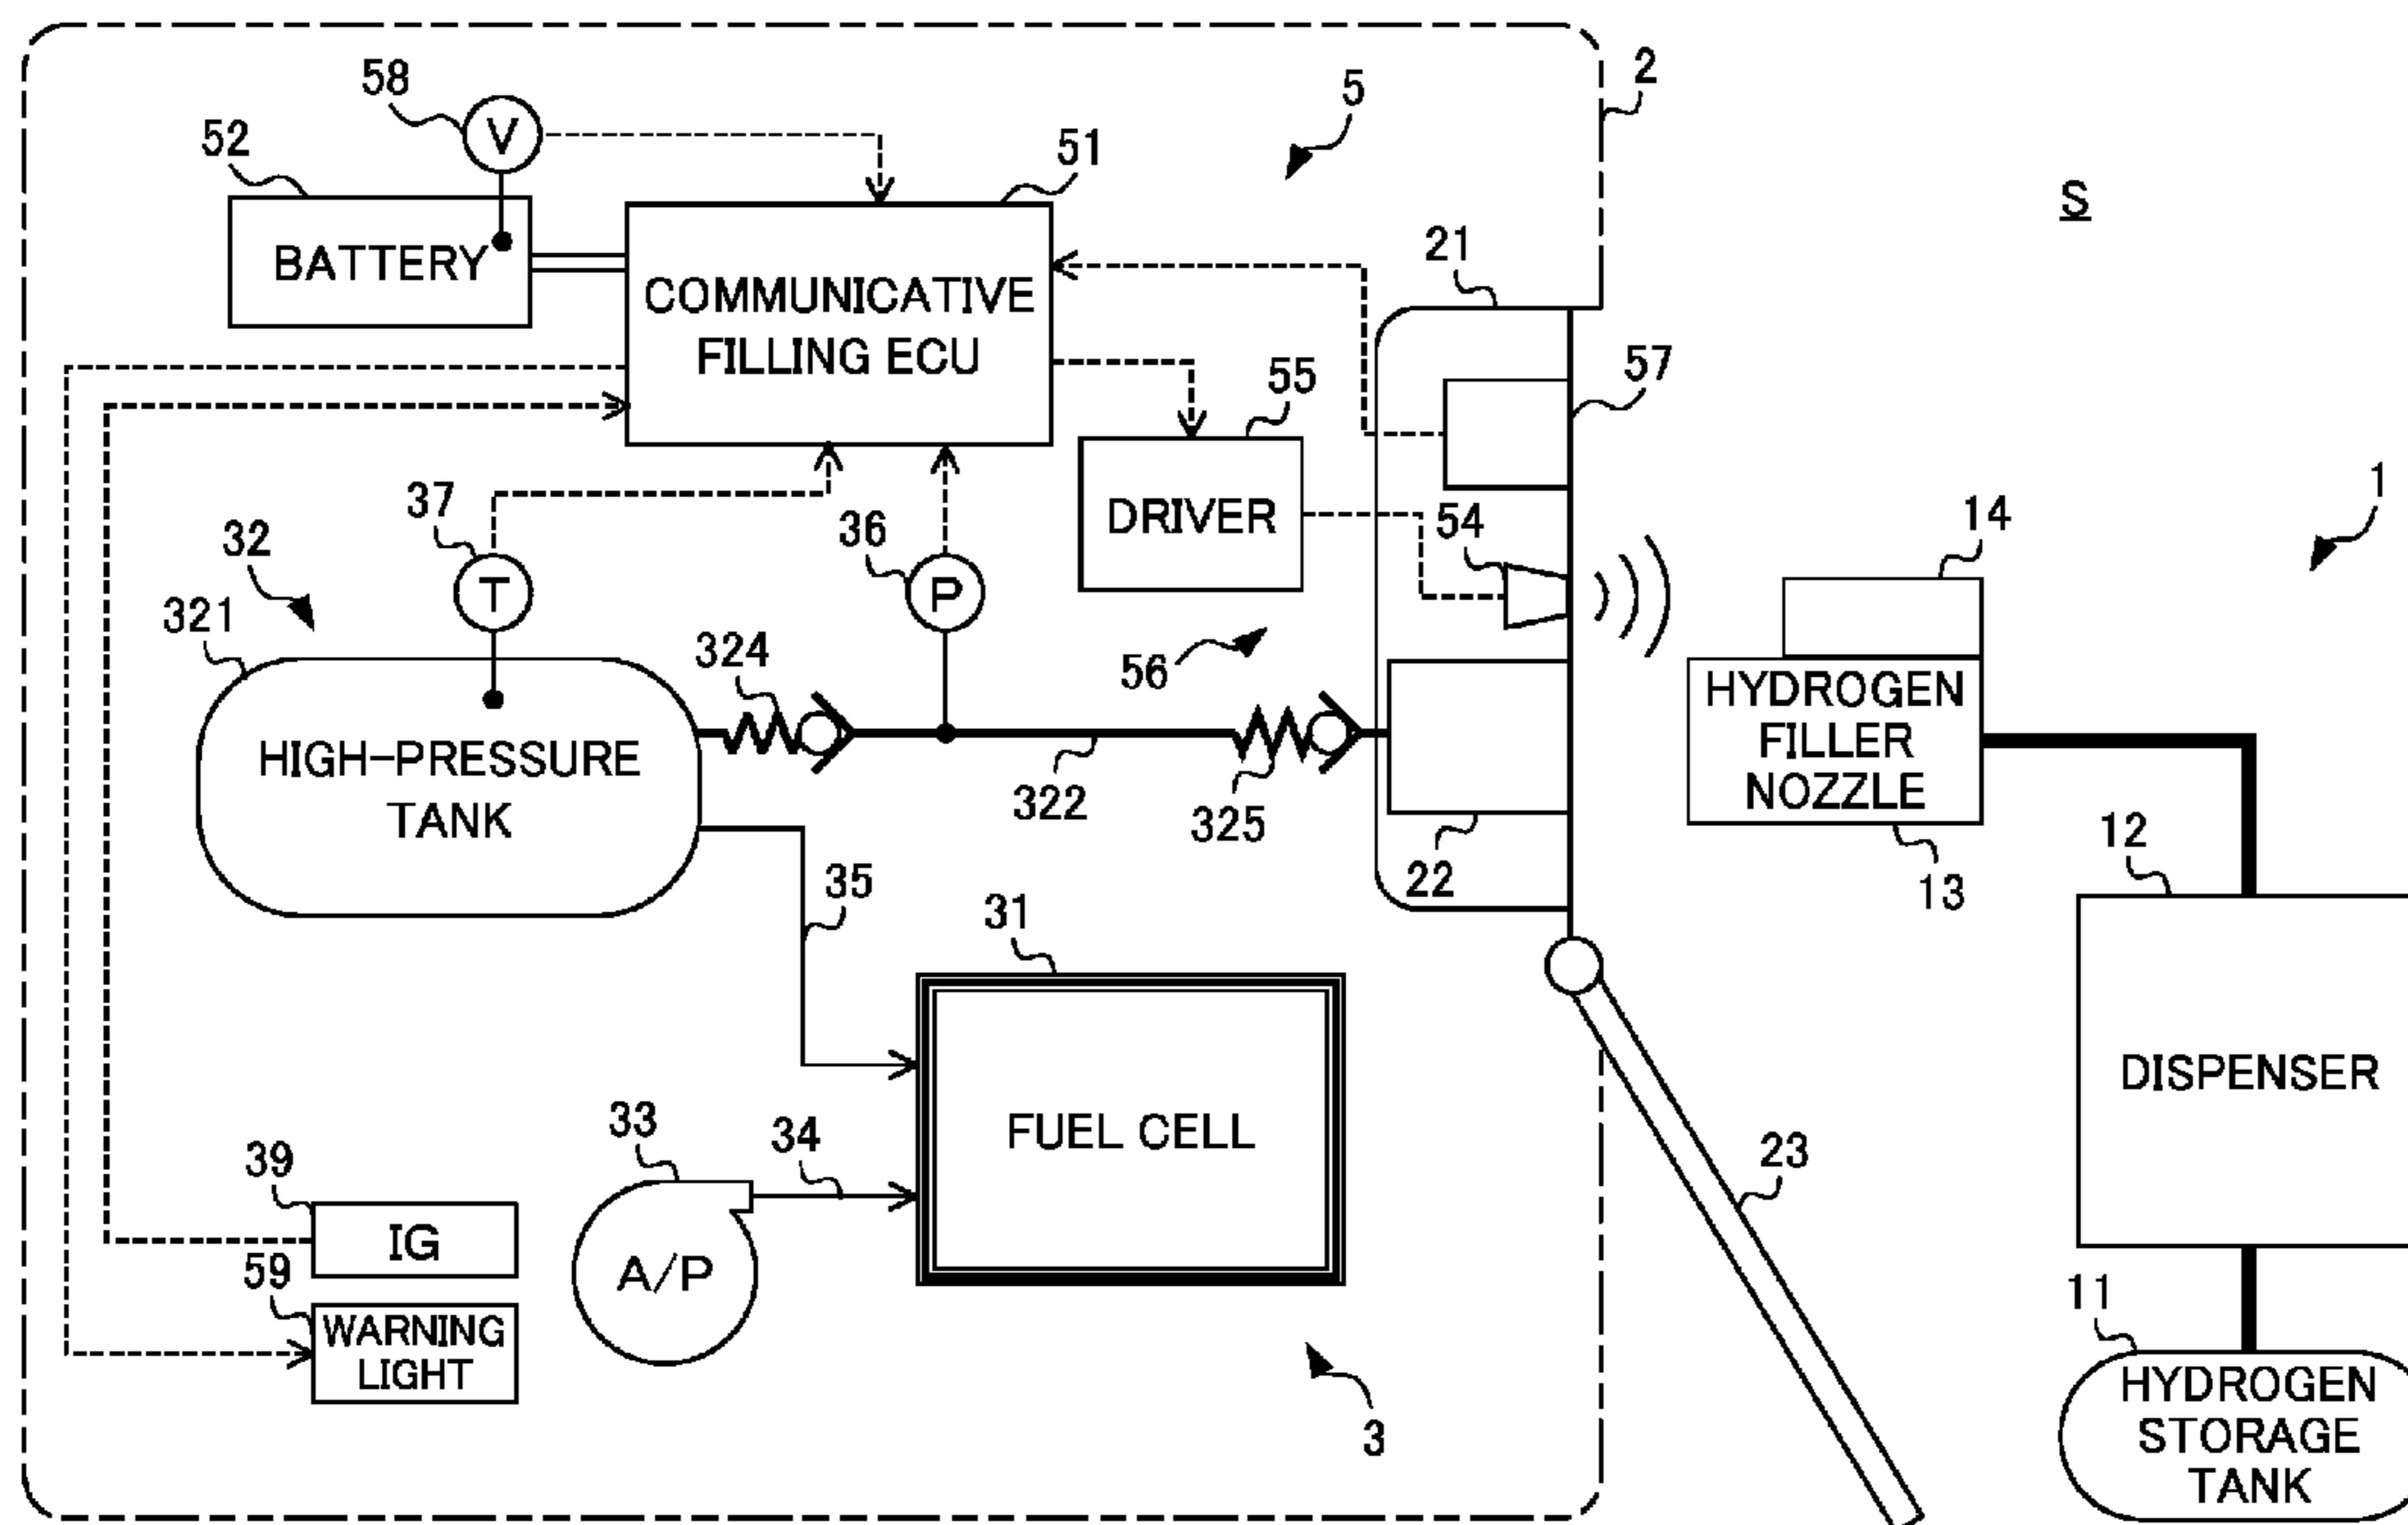 58
V
5
2
52
51
S
BATTERY
21
COMMUNICATIVE
FILLING ECU
57
55
1
37
DRIVER
54
14
36
32
T
P
321
324
56
HYDROGEN
FILLER
NOZZLE
HIGH-PRESSURE
TANK
322
325
12
35
22
13
31
DISPENSER
33
34
FUEL CELL
23
39
IG
A/P
59
11
WARNING
LIGHT
3
HYDROGEN
STORAGE
TANK